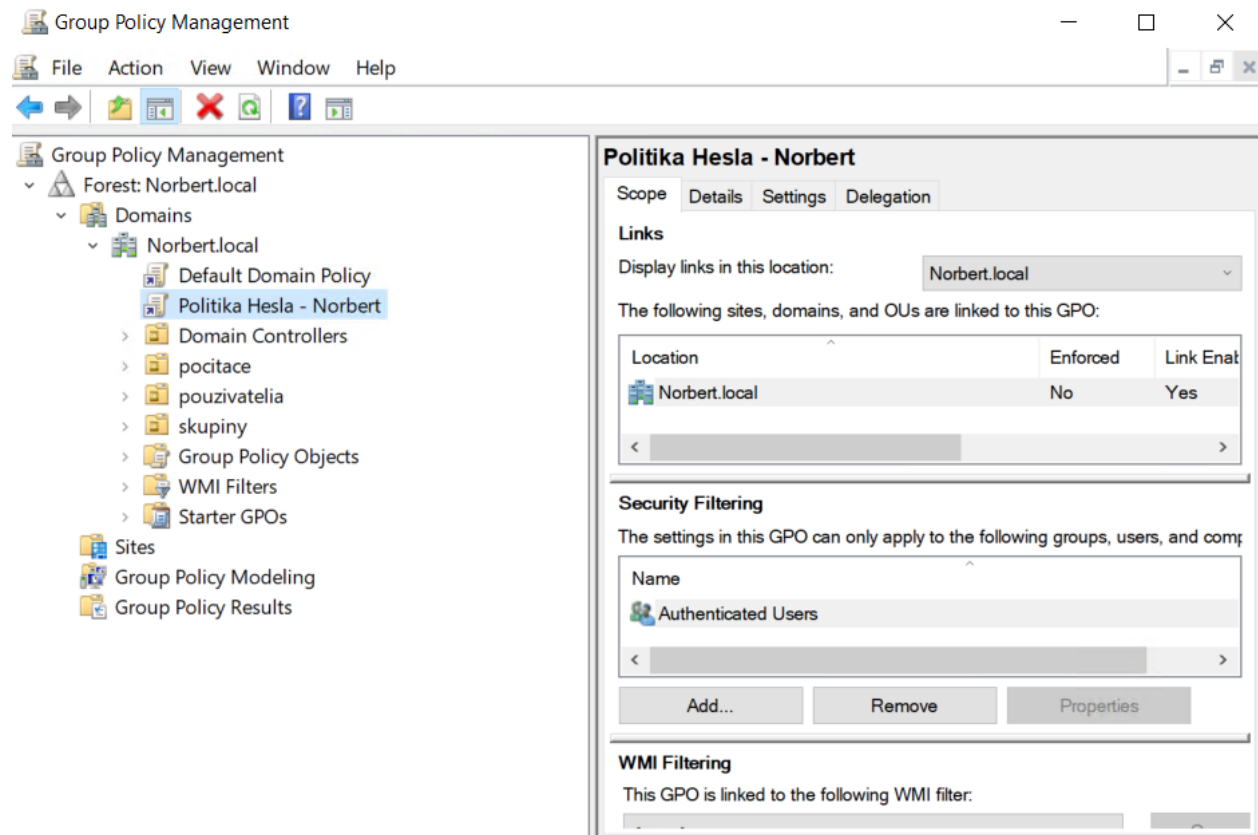 Group Policy Management
File Action View Window Help
Group Policy Management
Forest: Norbert.local
Domains
Norbert.local
Default Domain Policy
Politika Hesla - Norbert
Domain Controllers
pocitace
pouzivatelia
skupiny
Group Policy Objects
WMI Filters
Starter GPOs
Sites
Group Policy Modeling
Group Policy Results
Politika Hesla - Norbert
Scope Details Settings Delegation
Links
Display links in this location: Norbert.local
The following sites, domains, and OUs are linked to this GPO:
Location Enforced Link Enab
Norbert.local No Yes
Security Filtering
The settings in this GPO can only apply to the following groups, users, and comp
Name
Authenticated Users
Add... Remove Properties
WMI Filtering
This GPO is linked to the following WMI filter: